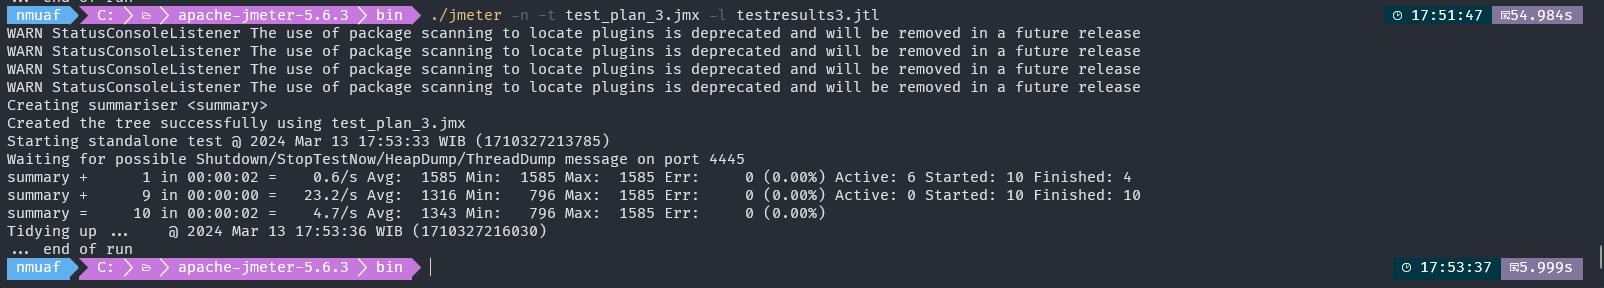 ... end of run
nmuaf C: apache-jmeter-5.6.3 bin ./jmeter -n -t test_plan_3.jmx -l testresults3.jtl 17:51:47 54.984s
WARN StatusConsoleListener The use of package scanning to locate plugins is deprecated and will be removed in a future release
WARN StatusConsoleListener The use of package scanning to locate plugins is deprecated and will be removed in a future release
WARN StatusConsoleListener The use of package scanning to locate plugins is deprecated and will be removed in a future release
WARN StatusConsoleListener The use of package scanning to locate plugins is deprecated and will be removed in a future release
Creating summariser <summary>
Created the tree successfully using test_plan_3.jmx
Starting standalone test @ 2024 Mar 13 17:53:33 WIB (1710327213785)
Waiting for possible Shutdown/StopTestNow/HeapDump/ThreadDump message on port 4445
summary +      1 in 00:00:02 =    0.6/s Avg:  1585 Min:  1585 Max:  1585 Err:     0 (0.00%) Active: 6 Started: 10 Finished: 4
summary +      9 in 00:00:00 =   23.2/s Avg:  1316 Min:   796 Max:  1585 Err:     0 (0.00%) Active: 0 Started: 10 Finished: 10
summary =     10 in 00:00:02 =    4.7/s Avg:  1343 Min:   796 Max:  1585 Err:     0 (0.00%)
Tidying up ...    @ 2024 Mar 13 17:53:36 WIB (1710327216030)
... end of run
nmuaf C: apache-jmeter-5.6.3 bin 17:53:37 5.999s